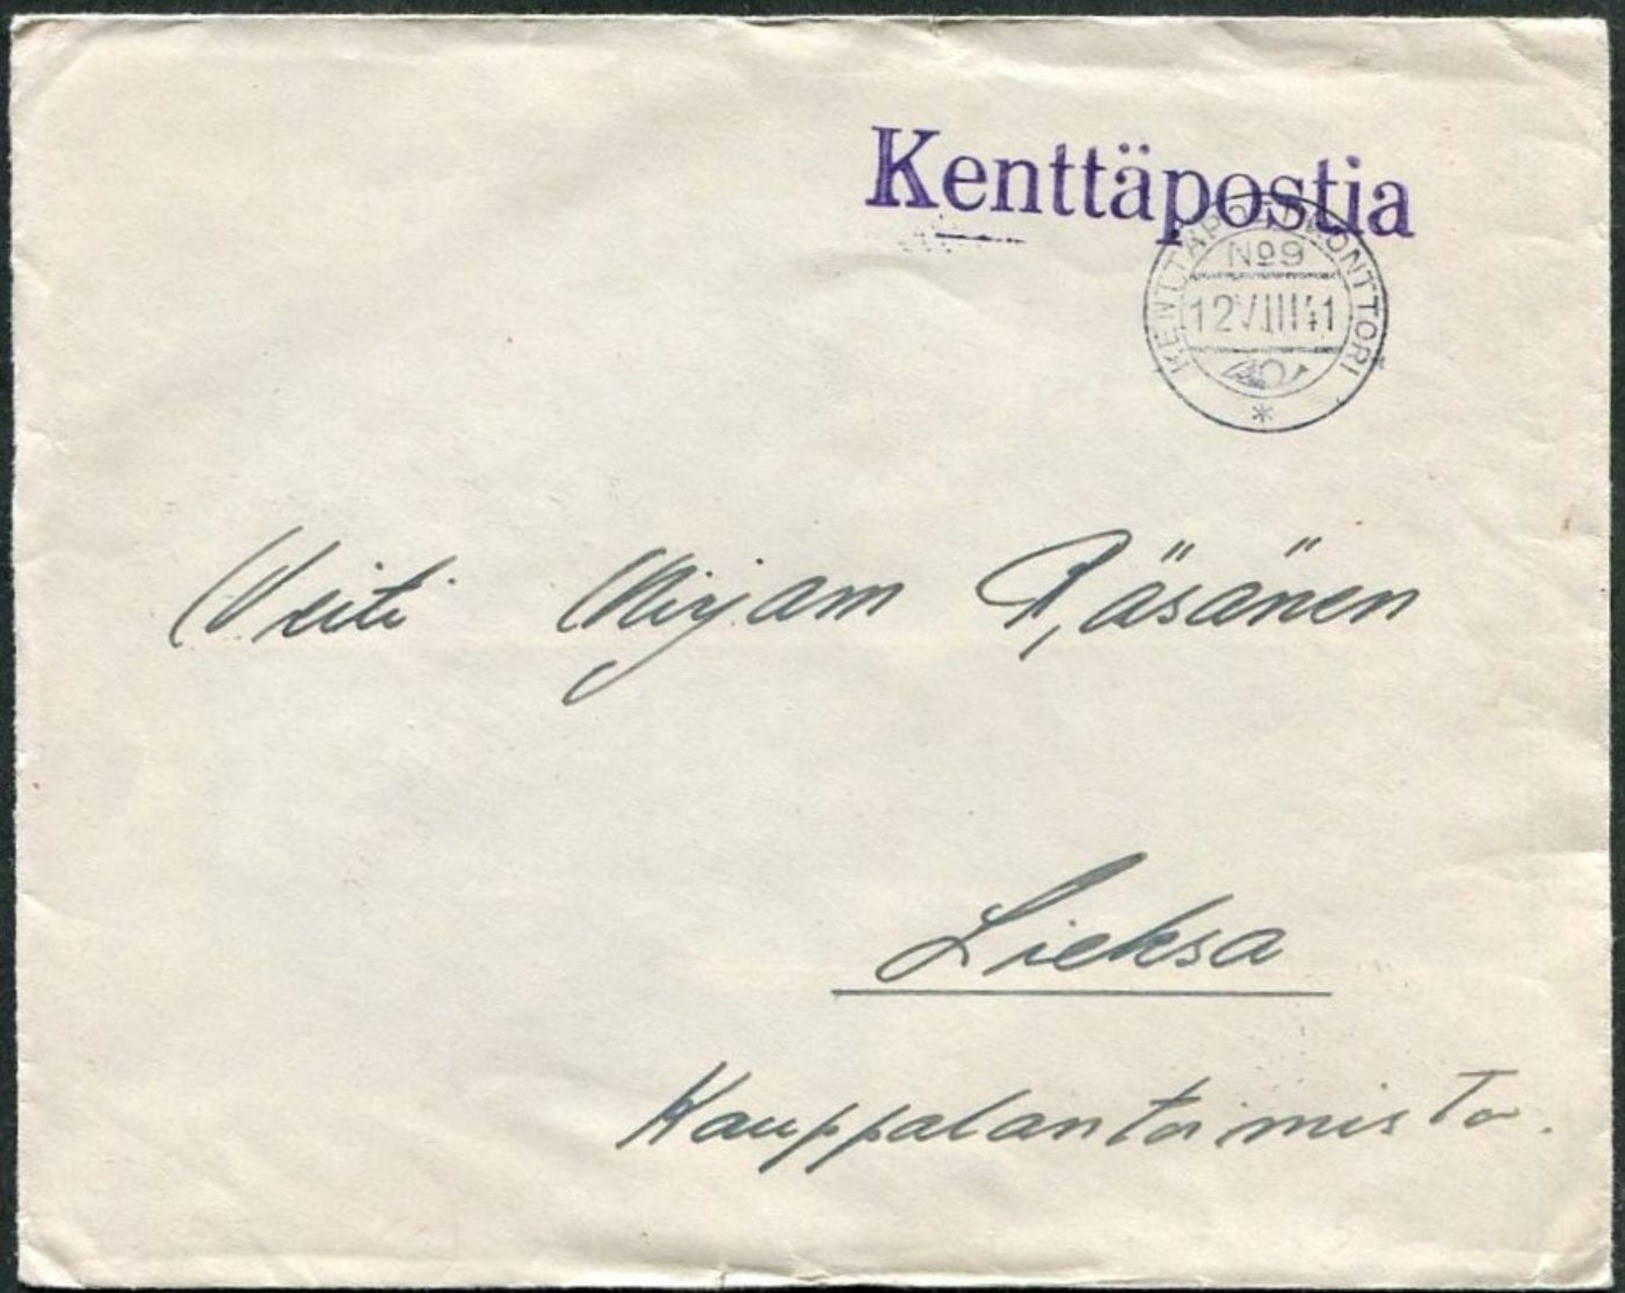 Kenttäpostia
KENTTÄPOSTIKONTTORI
No 9
12 VIII 41
*
Neiti Mirjam Räsänen
Lieksa
Kauppalantoimisto.